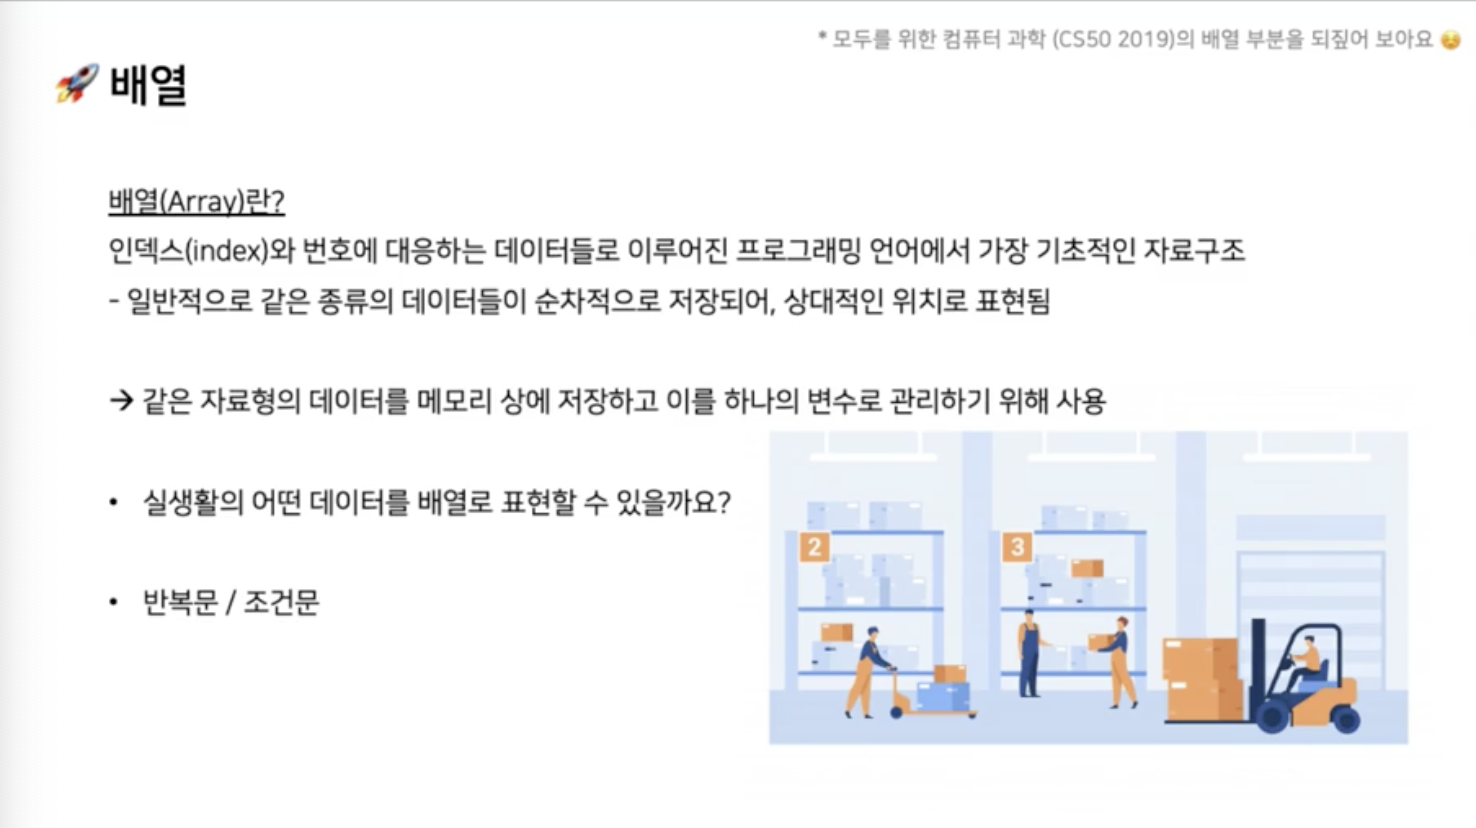 * 모두를 위한 컴퓨터 과학 (CS50 2019)의 배열 부분을 되짚어 보아요 ☺️
🚀 배열
배열(Array)란?
인덱스(index)와 번호에 대응하는 데이터들로 이루어진 프로그래밍 언어에서 가장 기초적인 자료구조
- 일반적으로 같은 종류의 데이터들이 순차적으로 저장되어, 상대적인 위치로 표현됨
→ 같은 자료형의 데이터를 메모리 상에 저장하고 이를 하나의 변수로 관리하기 위해 사용
• 실생활의 어떤 데이터를 배열로 표현할 수 있을까요?
• 반복문 / 조건문
2
3